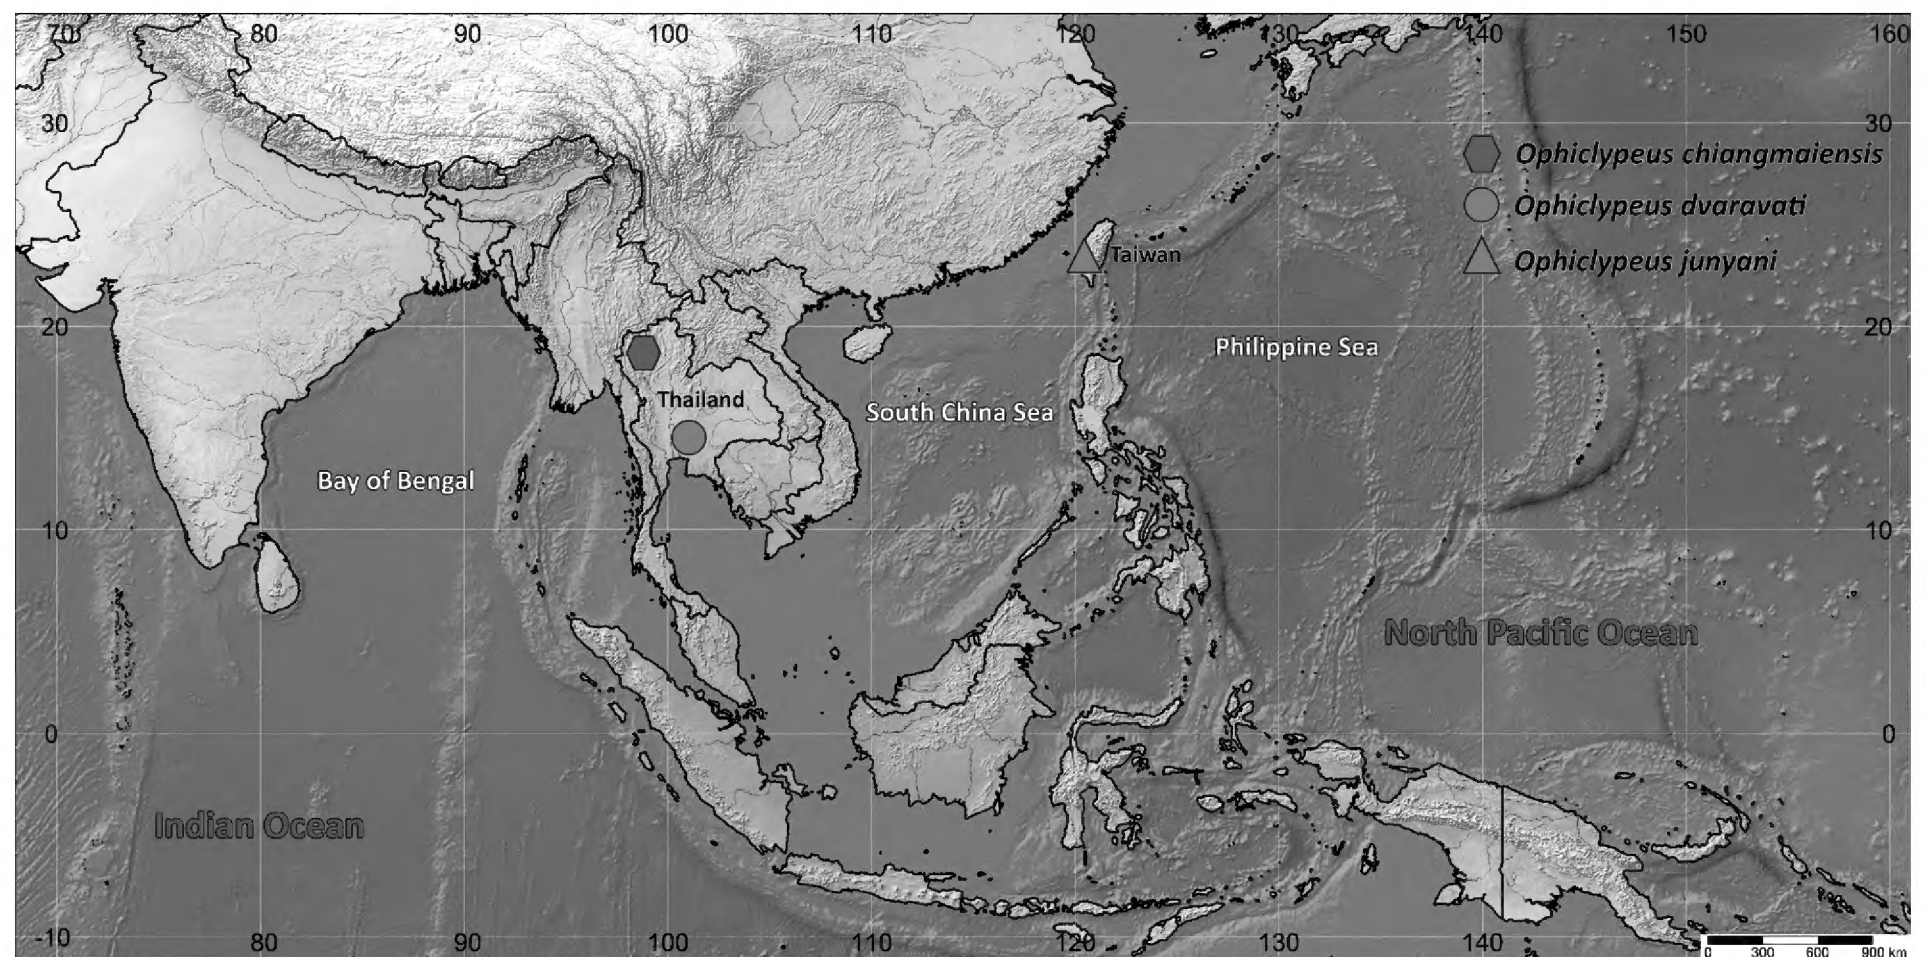 70 80 90 100 110 120 130 140 150 160
30 30
Ophiclypeus chiangmaiensis
Ophiclypeus dvaravati
Taiwan
Ophiclypeus junyani
20 20
Philippine Sea
Thailand
South China Sea
Bay of Bengal
10 10
North Pacific Ocean
0 0
Indian Ocean
-10 80 90 100 110 120 130 140
0 300 600 900 km